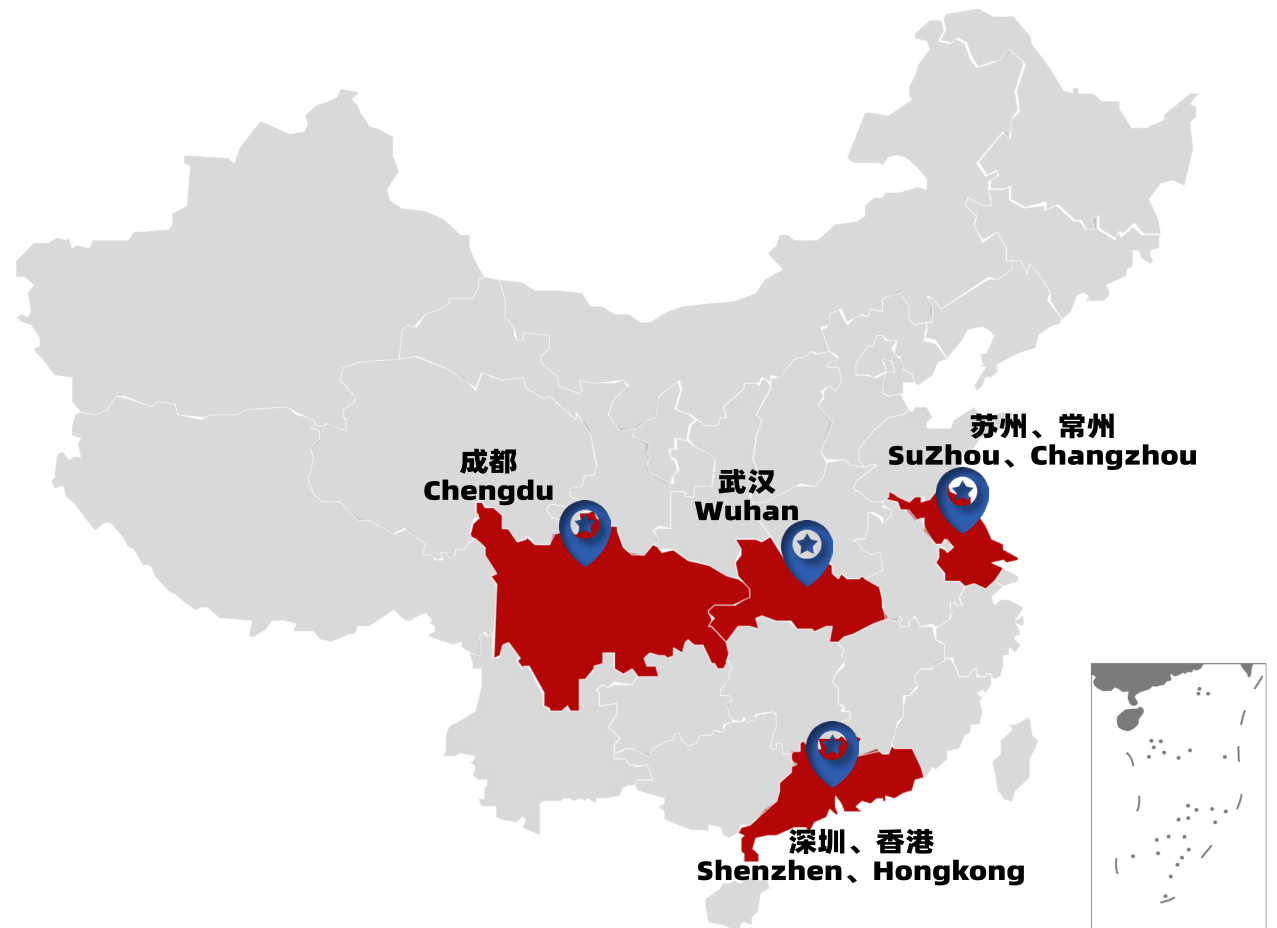 苏州、常州
SuZhou、Changzhou
成都
Chengdu
武汉
Wuhan
深圳、香港
Shenzhen、Hongkong